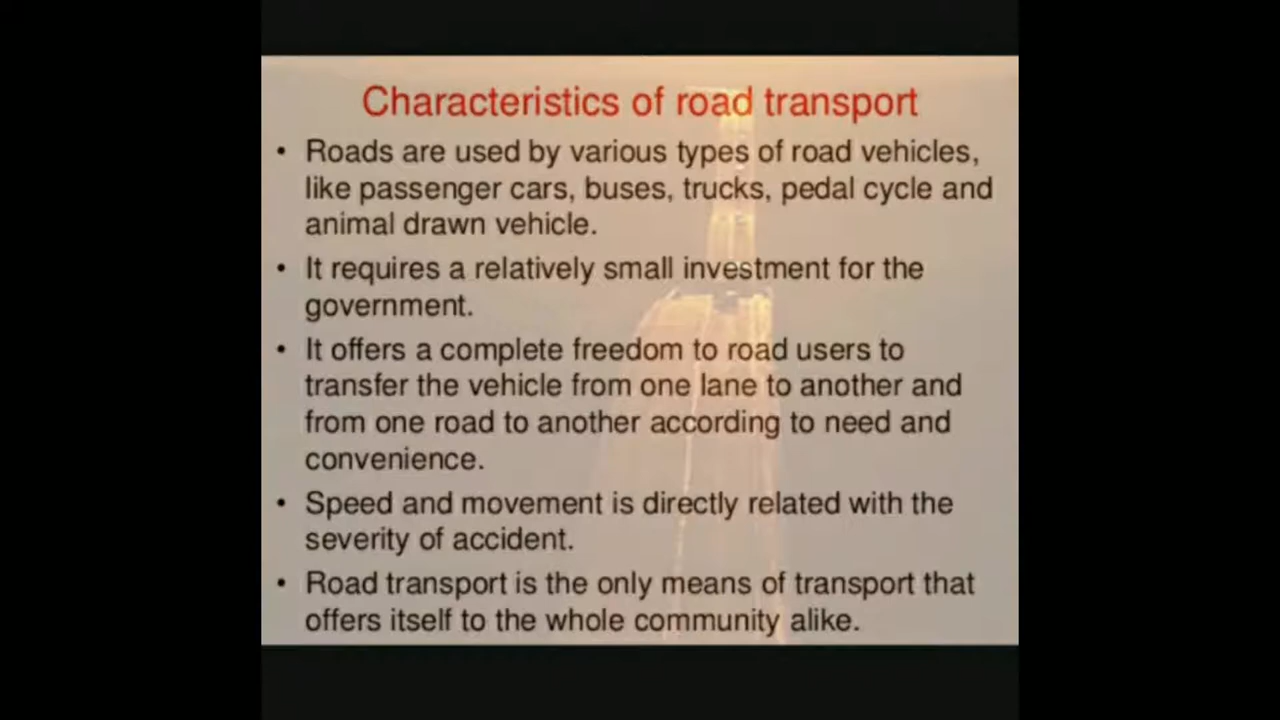 Characteristics of road transport
• Roads are used by various types of road vehicles,
like passenger cars, buses, trucks, pedal cycle and
animal drawn vehicle.
• It requires a relatively small investment for the
government.
• It offers a complete freedom to road users to
transfer the vehicle from one lane to another and
from one road to another according to need and
convenience.
• Speed and movement is directly related with the
severity of accident.
• Road transport is the only means of transport that
offers itself to the whole community alike.